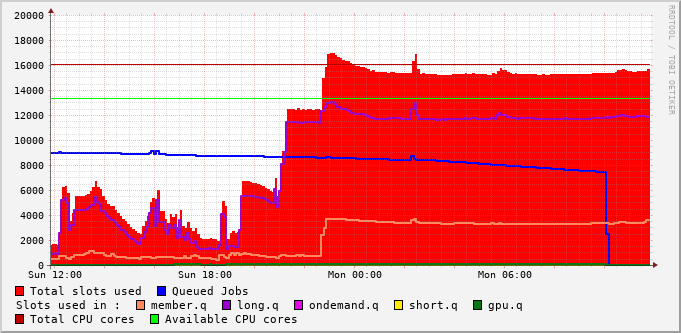 20000
18000
16000
14000
12000
10000
8000
6000
4000
2000
0
Sun 12:00 Sun 18:00 Mon 00:00 Mon 06:00
Total slots used Queued Jobs
Slots used in : member.q long.q ondemand.q short.q gpu.q
Total CPU cores Available CPU cores
RRDTOOL / TOBI OETIKER